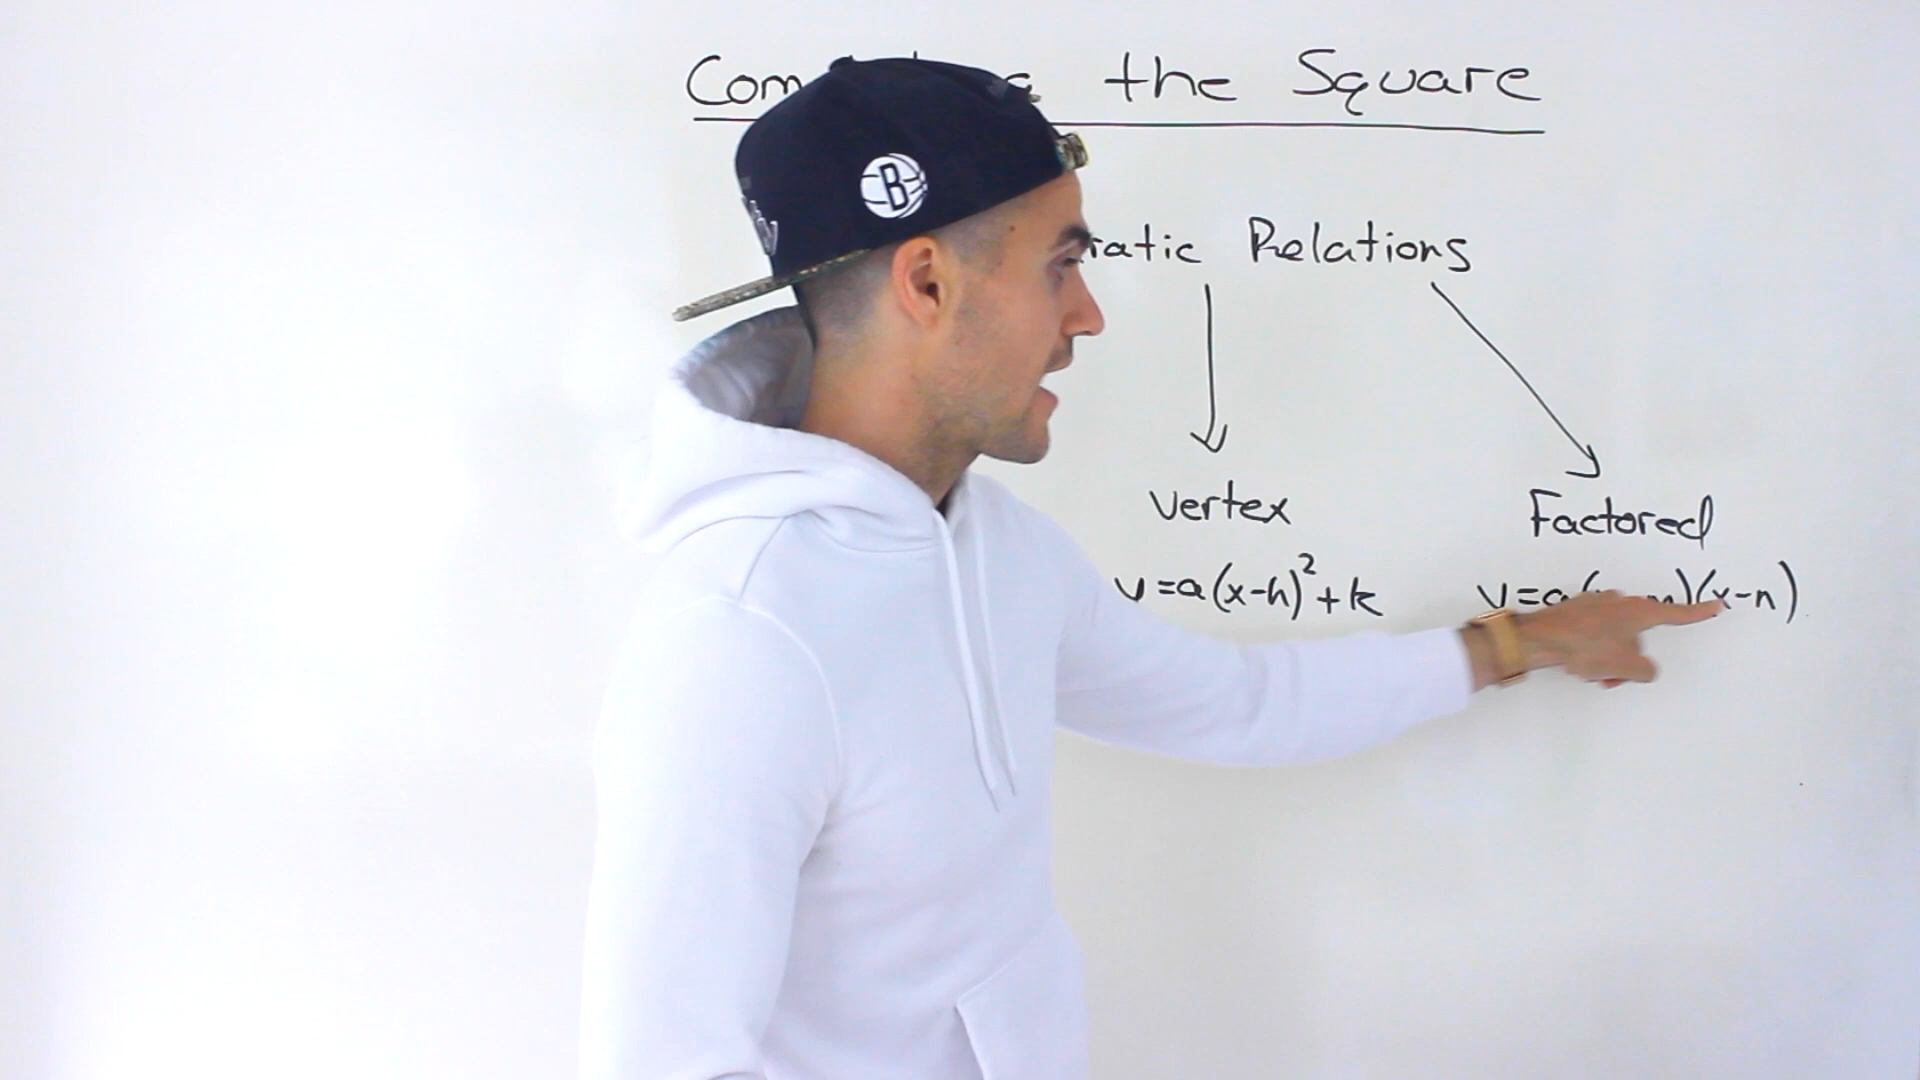 the Square
Relations
vertex Factored
y=a(x-h)²+k (x-n)
B